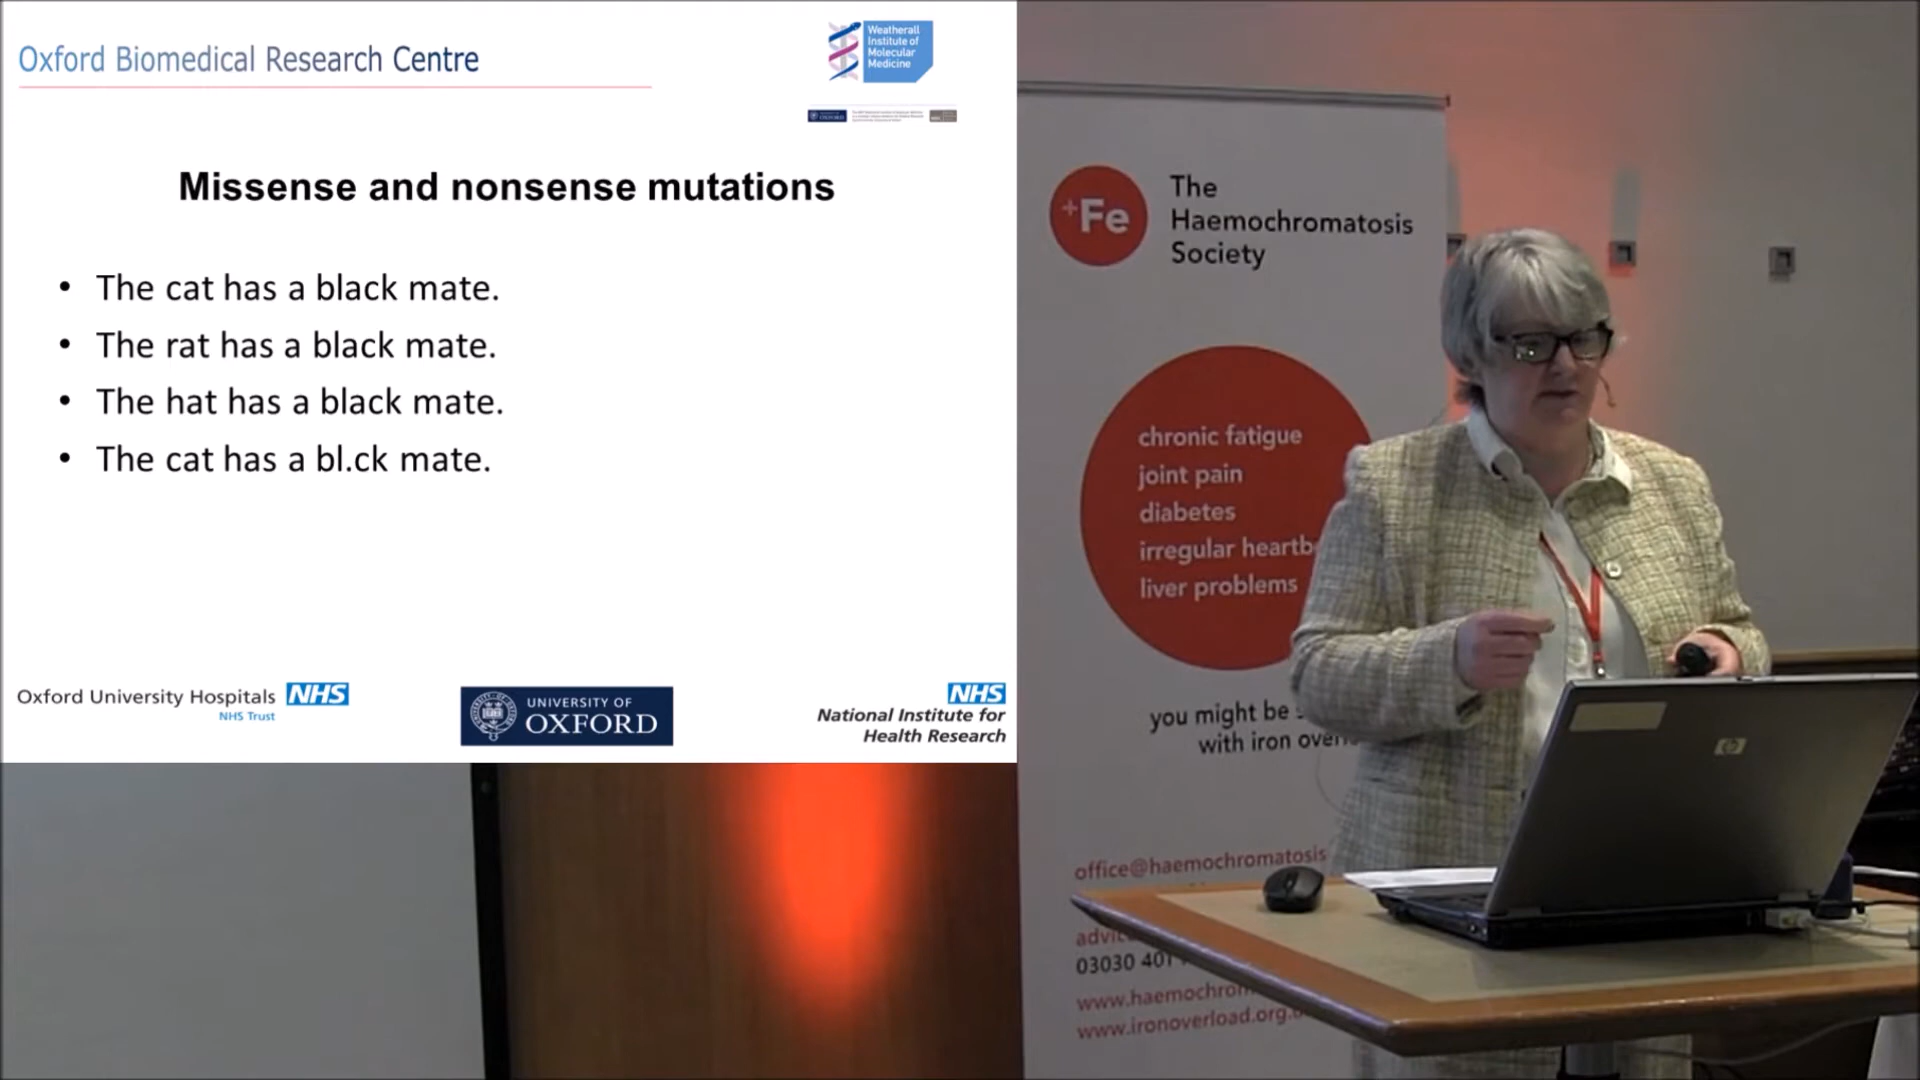 Oxford Biomedical Research Centre
Weatherall
Institute of
Molecular
Medicine
OXFORD
Missense and nonsense mutations
• The cat has a black mate.
• The rat has a black mate.
• The hat has a black mate.
• The cat has a bl.ck mate.
Oxford University Hospitals NHS
NHS Trust
UNIVERSITY OF
OXFORD
NHS
National Institute for
Health Research
+Fe
The
Haemochromatosis
Society
chronic fatigue
joint pain
diabetes
irregular heartb
liver problems
you might be
with iron over
office@haemochromatosis
03030 401
www.haemochrom
www.ironoverload.org.
hp